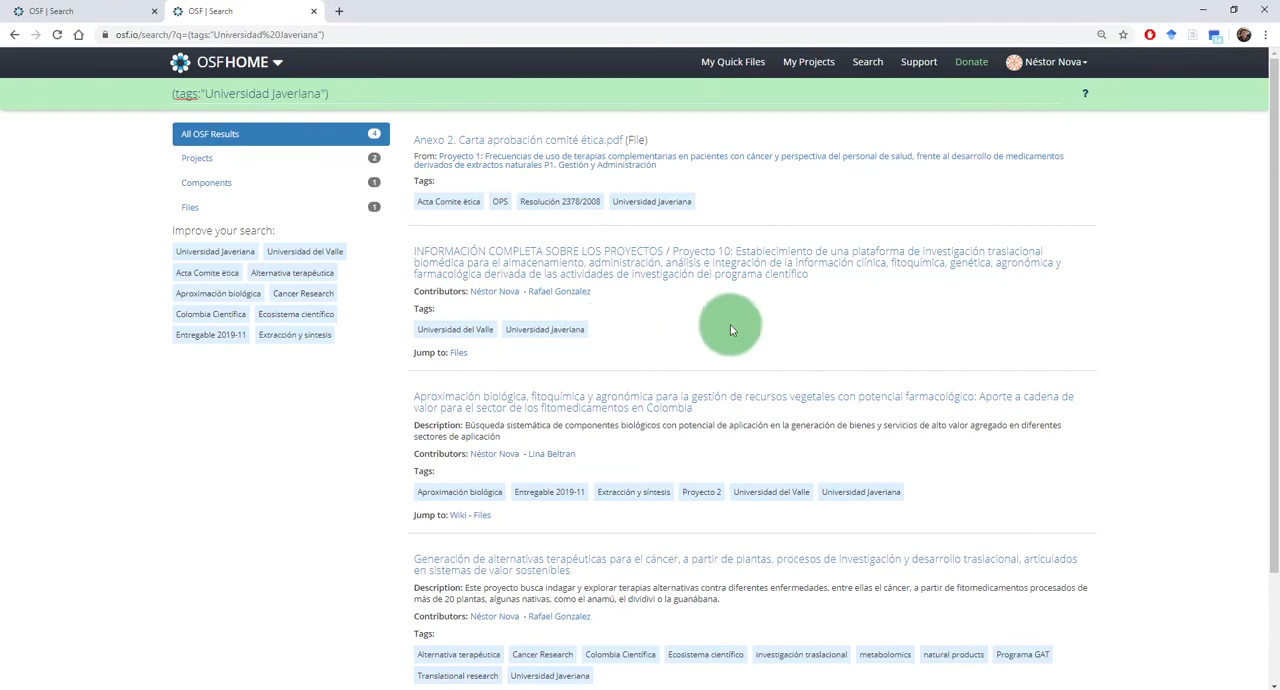 OSF | Search
OSF | Search
osf.io/search/?q=(tags:"Universidad%20Javeriana")
OSFHOME
My Quick Files
My Projects
Search
Support
Donate
Néstor Nova
(tags:"Universidad Javeriana")
?
All OSF Results 4
Projects 2
Components 1
Files 1
Improve your search:
Universidad Javeriana Universidad del Valle
Acta Comite ética Alternativa terapéutica
Aproximación biológica Cancer Research
Colombia Científica Ecosistema científico
Entregable 2019-11 Extracción y síntesis
Anexo 2. Carta aprobación comité ética.pdf (File)
From: Proyecto 1: Frecuencias de uso de terapias complementarias en pacientes con cáncer y perspectiva del personal de salud, frente al desarrollo de medicamentos
derivados de extractos naturales P1. Gestión y Administración
Tags:
Acta Comite ética OPS Resolución 2378/2008 Universidad Javeriana
INFORMACIÓN COMPLETA SOBRE LOS PROYECTOS / Proyecto 10: Establecimiento de una plataforma de investigación traslacional
biomédica para el almacenamiento, administración, análisis e integración de la información clínica, fitoquímica, genética, agronómica y
farmacológica derivada de las actividades de investigación del programa científico
Contributors: Néstor Nova - Rafael Gonzalez
Tags:
Universidad del Valle Universidad Javeriana
Jump to: Files
Aproximación biológica, fitoquímica y agronómica para la gestión de recursos vegetales con potencial farmacológico: Aporte a cadena de
valor para el sector de los fitomedicamentos en Colombia
Description: Búsqueda sistemática de componentes biológicos con potencial de aplicación en la generación de bienes y servicios de alto valor agregado en diferentes
sectores de aplicación
Contributors: Néstor Nova - Lina Beltran
Tags:
Aproximación biológica Entregable 2019-11 Extracción y síntesis Proyecto 2 Universidad del Valle Universidad Javeriana
Jump to: Wiki - Files
Generación de alternativas terapéuticas para el cáncer, a partir de plantas, procesos de investigación y desarrollo traslacional, articulados
en sistemas de valor sostenibles
Description: Este proyecto busca indagar y explorar terapias alternativas contra diferentes enfermedades, entre ellas el cáncer, a partir de fitomedicamentos procesados de
más de 20 plantas, algunas nativas, como el anamú, el dividivi o la guanábana.
Contributors: Néstor Nova - Rafael Gonzalez
Tags:
Alternativa terapéutica Cancer Research Colombia Científica Ecosistema científico investigación traslacional metabolomics natural products Programa GAT
Translational research Universidad Javeriana